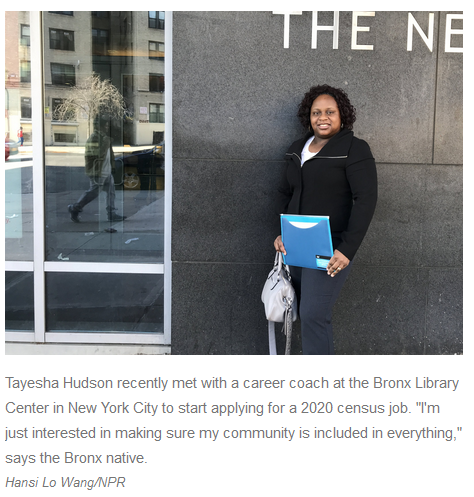 THE NE
Tayesha Hudson recently met with a career coach at the Bronx Library
Center in New York City to start applying for a 2020 census job. "I'm
just interested in making sure my community is included in everything,"
says the Bronx native.
Hansi Lo Wang/NPR